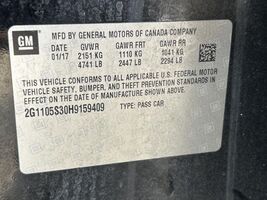 GM
MFD BY GENERAL MOTORS OF CANADA COMPANY
DATE GVWR GAWR FRT GAWR RR
01/17 2151 KG 1110 KG 1041 KG
4741 LB 2447 LB 2294 LB
THIS VEHICLE CONFORMS TO ALL APPLICABLE U.S. FEDERAL MOTOR
VEHICLE SAFETY, BUMPER, AND THEFT PREVENTION STANDARDS
IN EFFECT ON THE DATE OF MANUFACTURE SHOWN ABOVE.
2G1105S30H9159409 TYPE: PASS CAR